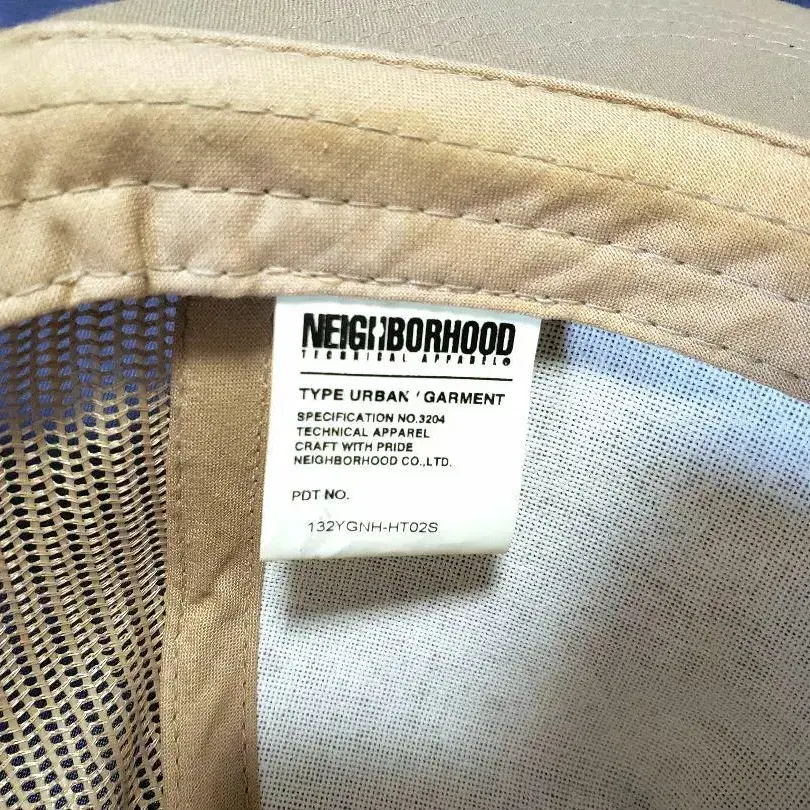 NEIGHBORHOOD
TECHNICAL APPAREL
TYPE URBAN / GARMENT
SPECIFICATION NO.3204
TECHNICAL APPAREL
CRAFT WITH PRIDE
NEIGHBORHOOD CO.,LTD.
PDT NO.
132YGNH-HT02S